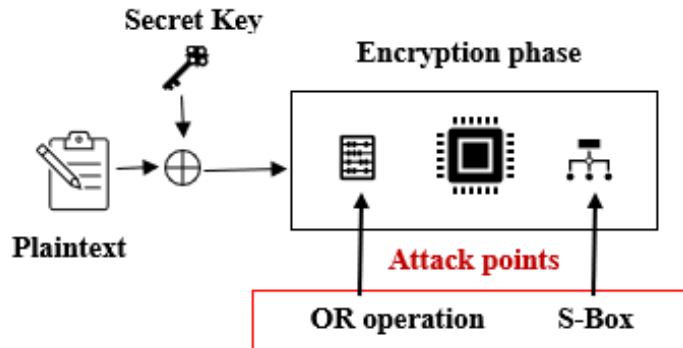 Secret Key
Encryption phase
Plaintext
Attack points
OR operation
S-Box